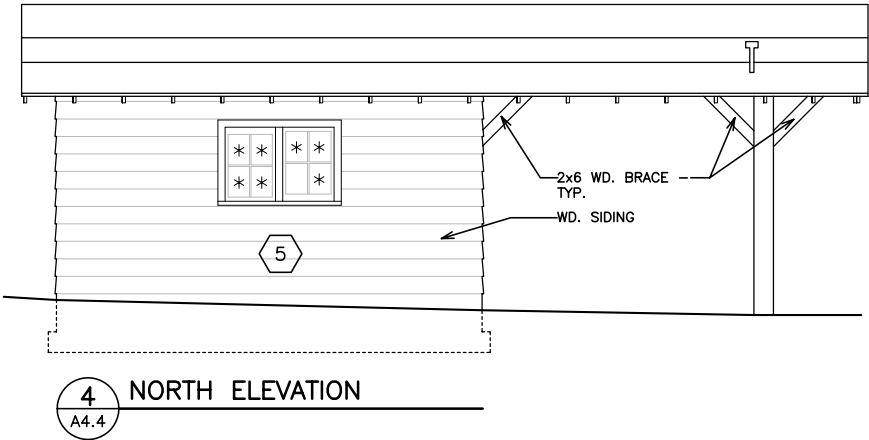 2x6 WD. BRACE
TYP.
WD. SIDING
5
4
A4.4
NORTH ELEVATION